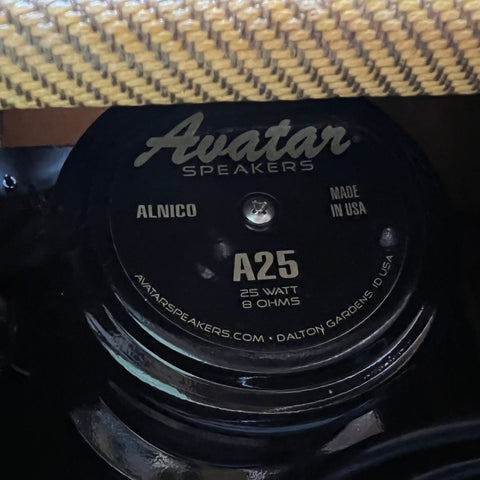 Avatar
SPEAKERS
ALNICO
MADE
IN USA
A25
25 WATT
8 OHMS
AVATARSPEAKERS.COM • DALTON GARDENS, ID USA